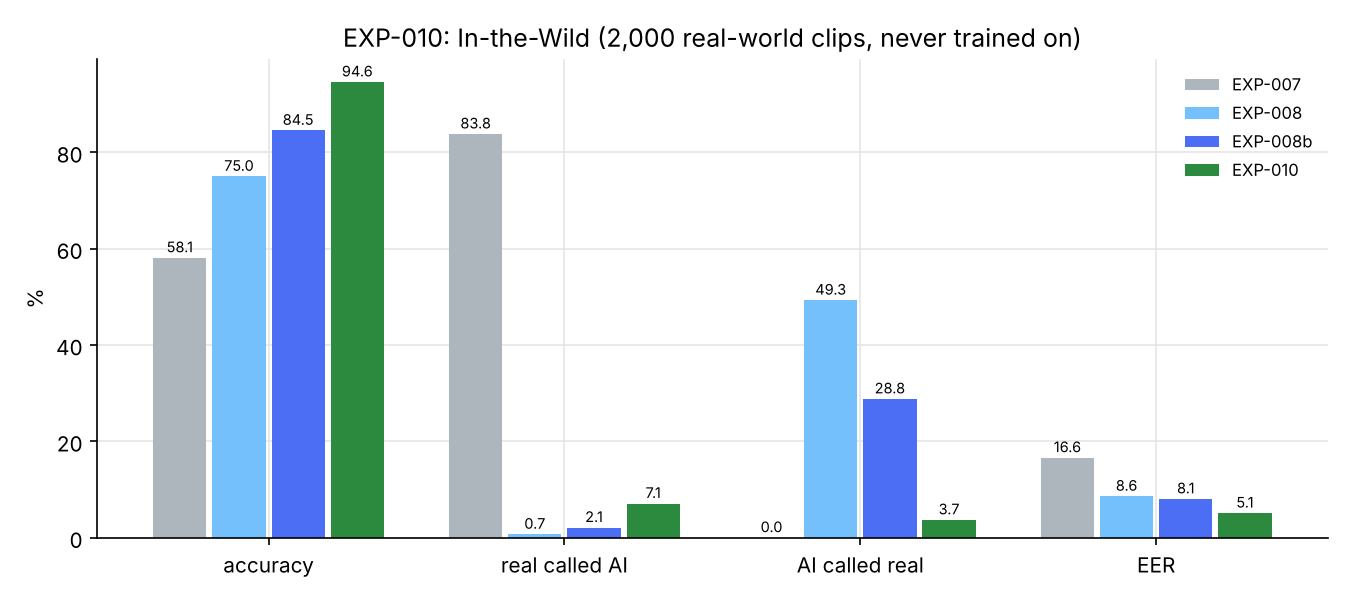 EXP-010: In-the-Wild (2,000 real-world clips, never trained on)
EXP-007
EXP-008
EXP-008b
EXP-010
%
80
60
40
20
0
58.1
75.0
84.5
94.6
83.8
0.7
2.1
7.1
0.0
49.3
28.8
3.7
16.6
8.6
8.1
5.1
accuracy
real called AI
AI called real
EER